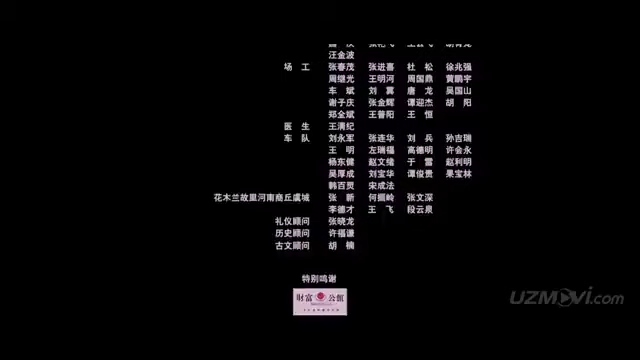 汪金波
场　工　张春茂　张进喜　杜　松　徐兆强
周继光　王明河　周国鼎　黄鹏宇
车　斌　刘　冀　唐　龙　吴国山
谢子庆　张金辉　谭迎杰　胡　阳
郑全斌　王普阳　王　恒
医　生　王满纪
车　队　刘永军　张连华　刘　兵　孙吉瑞
王　明　左瑞福　高德明　许会永
杨东健　赵文绪　于　雷　赵利明
吴厚成　刘宝华　谭俊贵　果宝林
韩百灵　宋成法
花木兰故里河南商丘虞城　张　新　何振岭　张文深
李德才　王　飞　段云泉
礼仪顾问　张晓龙
历史顾问　许福谦
古文顾问　胡　楠
特别鸣谢
财富公馆
UZMOVi.com